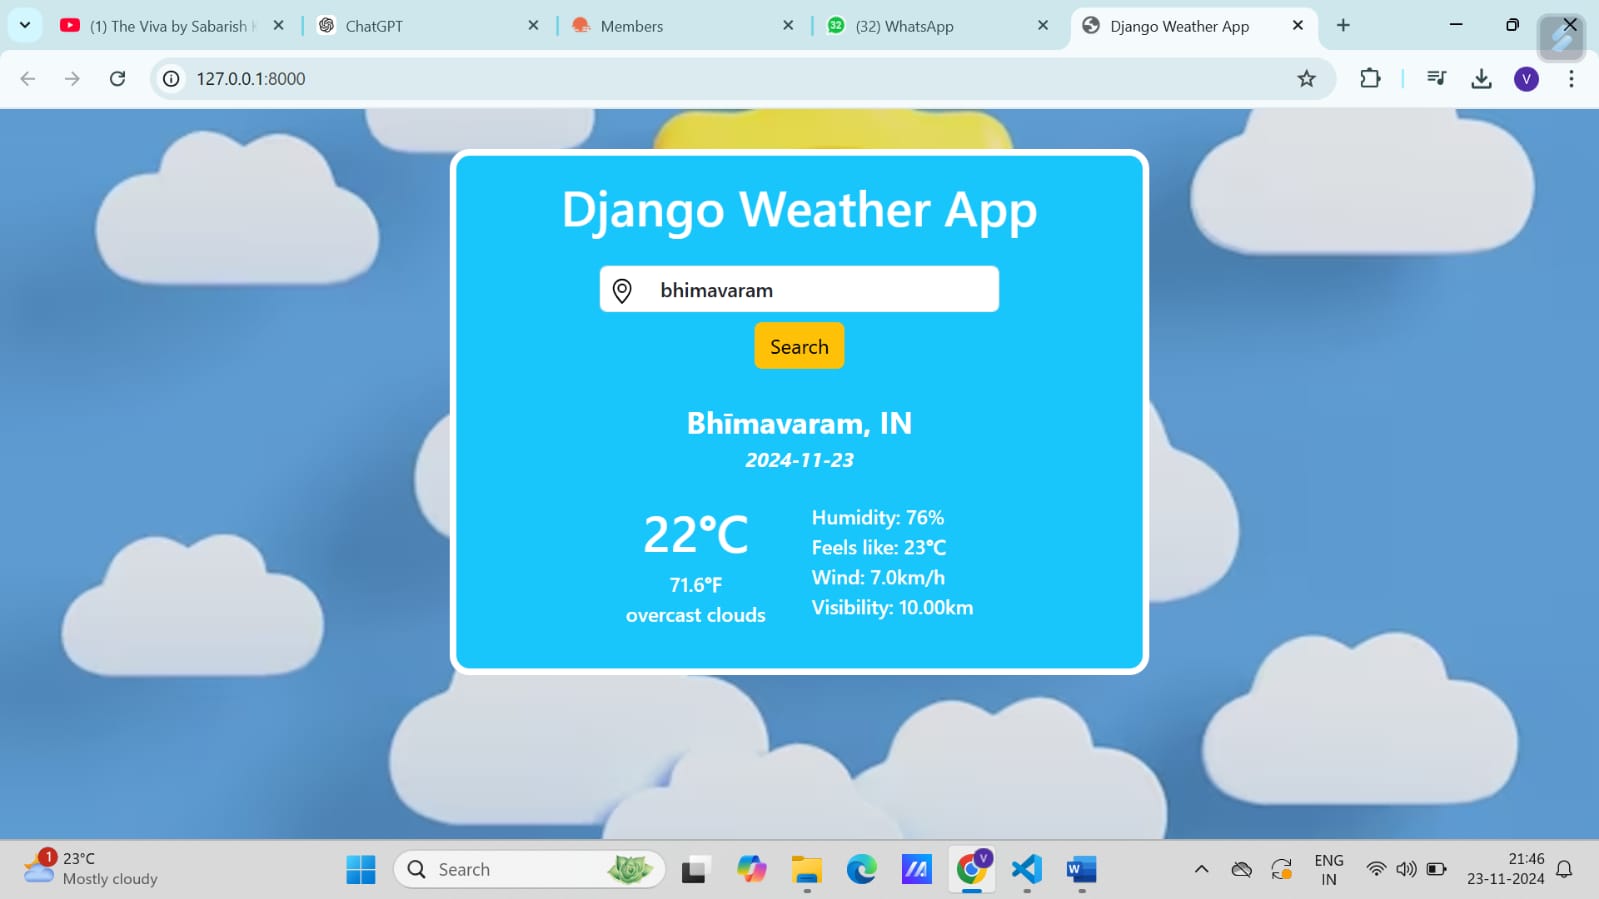 (1) The Viva by Sabarish
ChatGPT
Members
(32) WhatsApp
Django Weather App
127.0.0.1:8000
V
Django Weather App
bhimavaram
Search
Bhīmavaram, IN
2024-11-23
22°C
71.6°F
overcast clouds
Humidity: 76%
Feels like: 23°C
Wind: 7.0km/h
Visibility: 10.00km
1
23°C
Mostly cloudy
Search
V
ENG
IN
21:46
23-11-2024